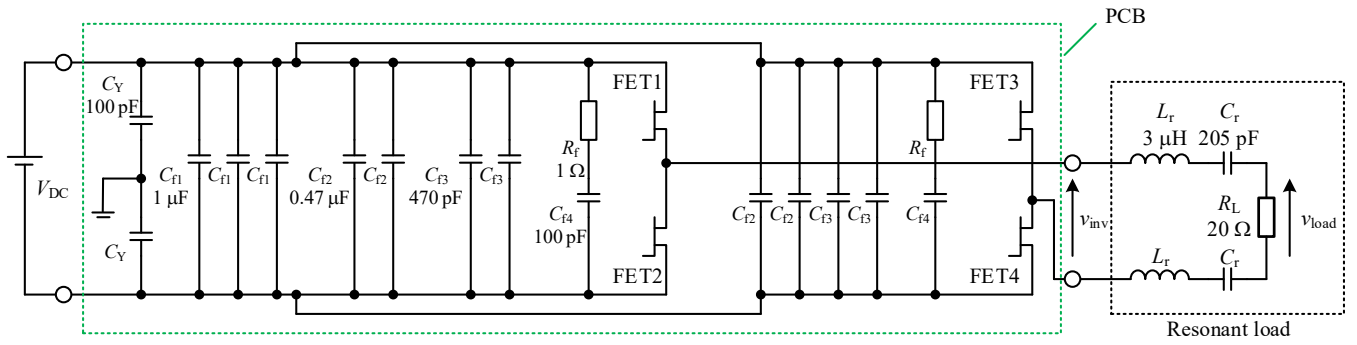 PCB
C_Y
100 pF
FET1
FET3
L_r
3 μH
C_r
205 pF
V_DC
C_f1
1 μF
C_f1
C_f1
C_f2
0.47 μF
C_f2
C_f3
470 pF
C_f3
R_f
1 Ω
C_f4
100 pF
C_Y
FET2
C_f2
C_f2
C_f3
C_f3
R_f
C_f4
FET4
v_inv
R_L
20 Ω
v_load
L_r
C_r
Resonant load